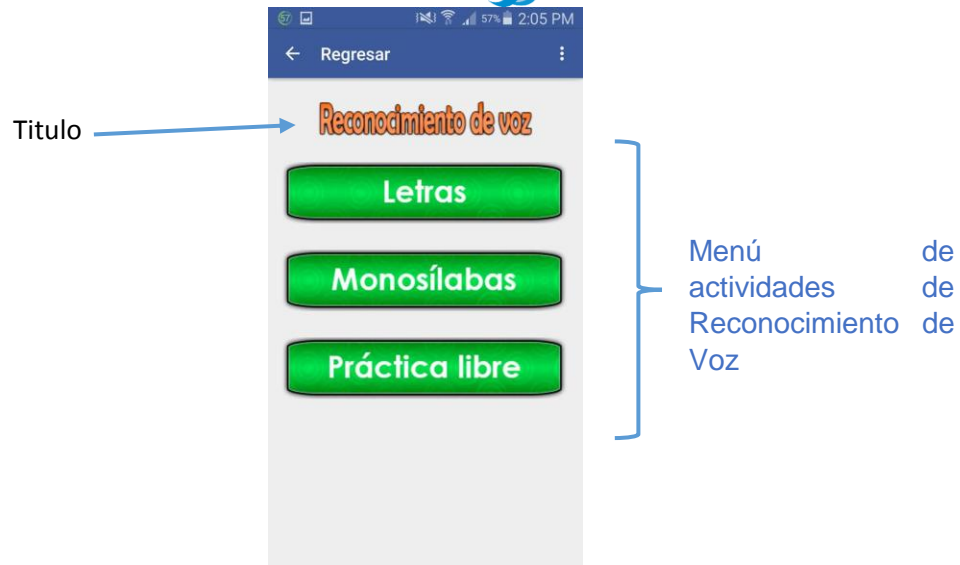 57 57% 2:05 PM
Regresar
Titulo
Reconocimiento de voz
Letras
Monosílabas
Práctica libre
Menú de
actividades de
Reconocimiento de
Voz